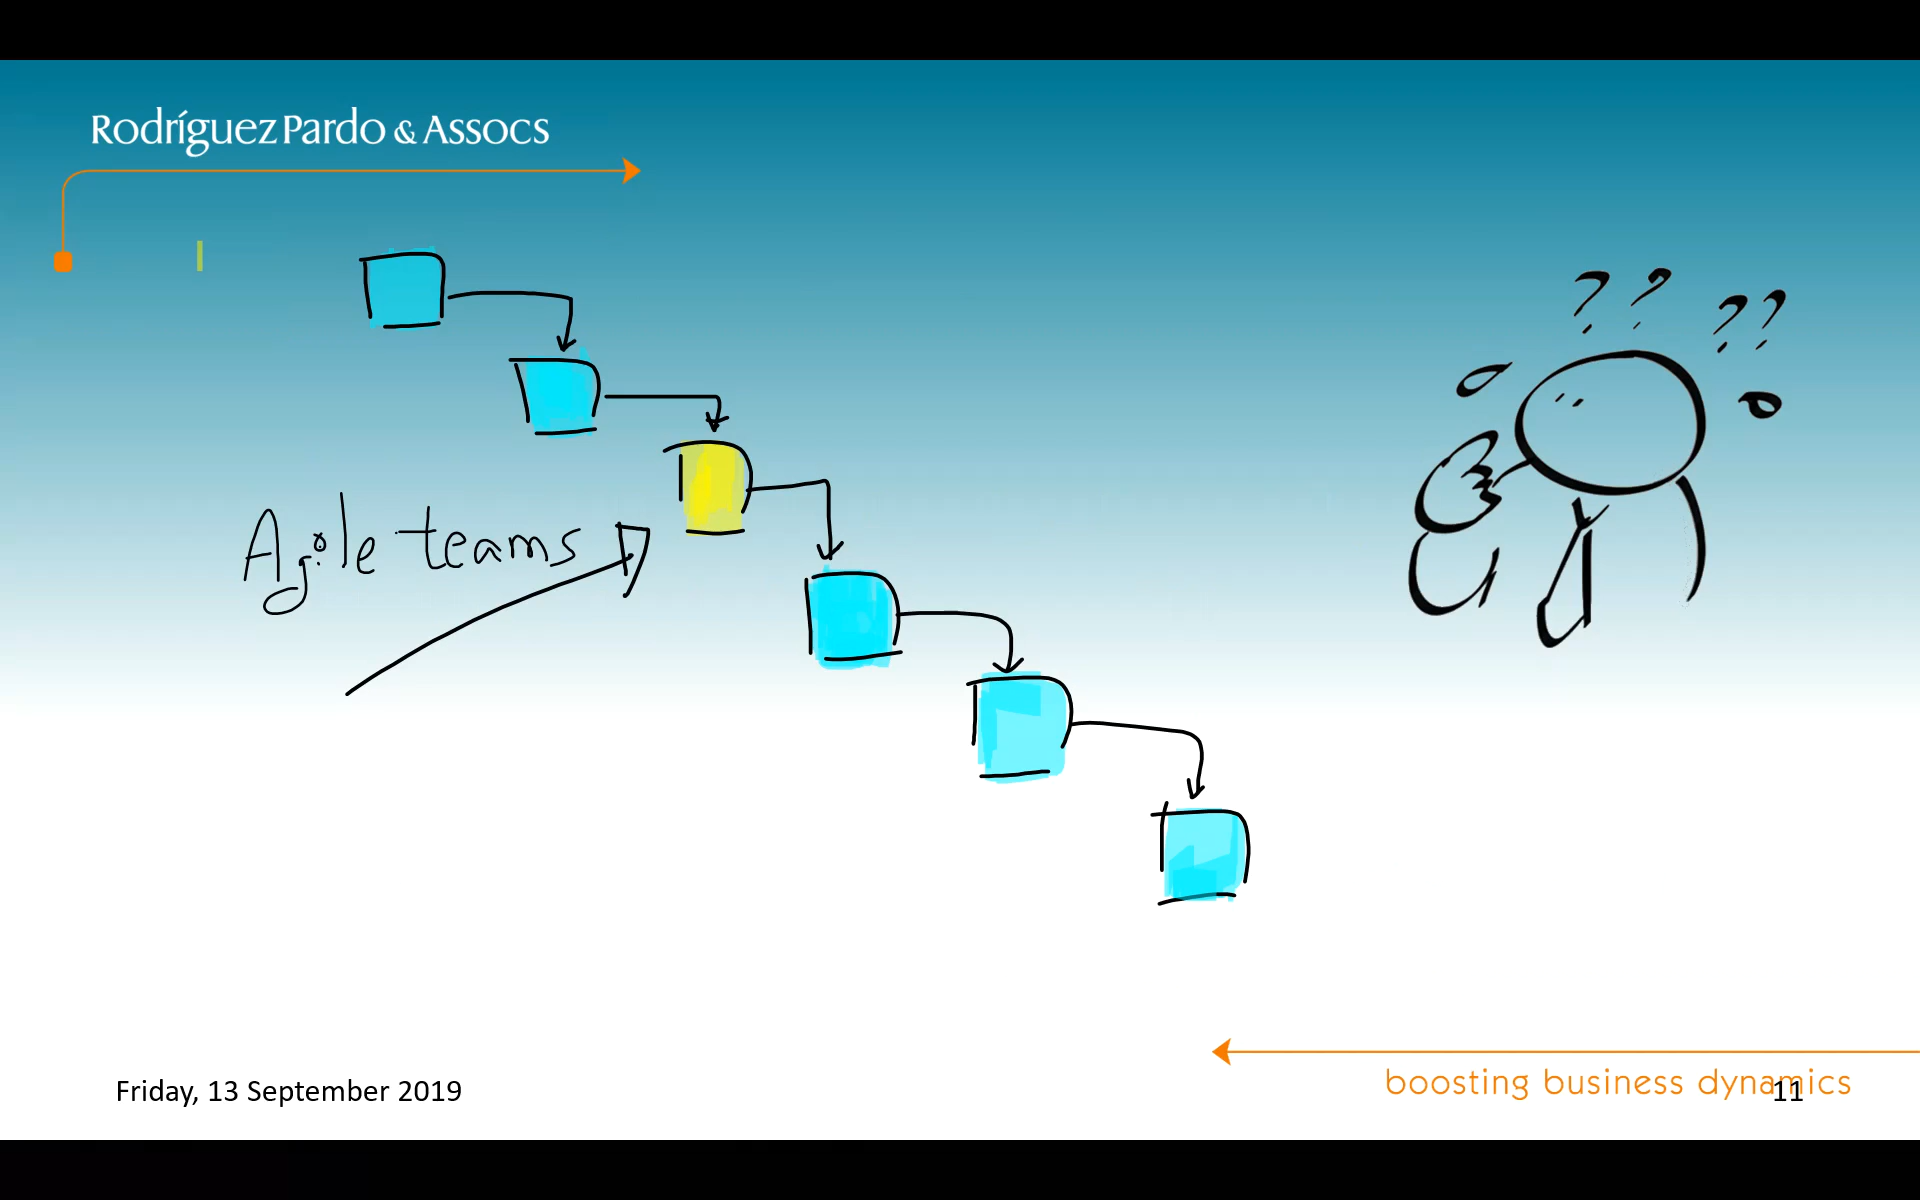 Rodríguez Pardo & Assocs
? ? ? ?
Agile teams
boosting business dynamics
Friday, 13 September 2019
11